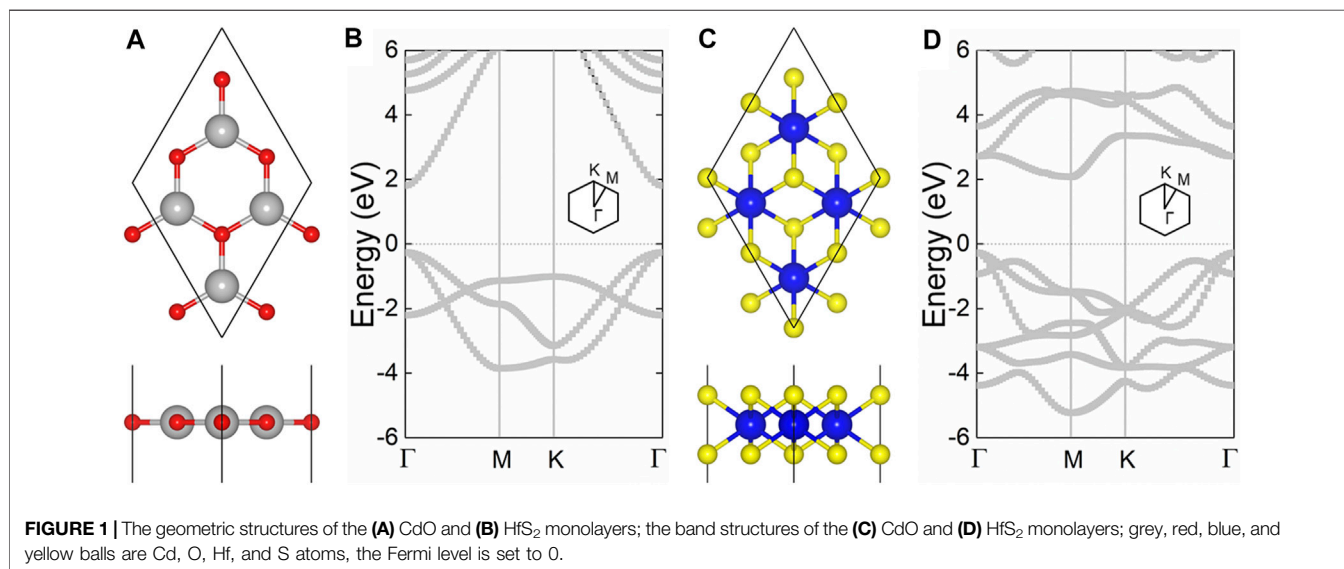 A
B
C
D
6
4
2
0
-2
-4
-6
Energy (eV)
K
M
Γ
Γ
M
K
Γ
6
4
2
0
-2
-4
-6
Energy (eV)
K
M
Γ
Γ
M
K
Γ
FIGURE 1 | The geometric structures of the (A) CdO and (B) HfS₂ monolayers; the band structures of the (C) CdO and (D) HfS₂ monolayers; grey, red, blue, and
yellow balls are Cd, O, Hf, and S atoms, the Fermi level is set to 0.